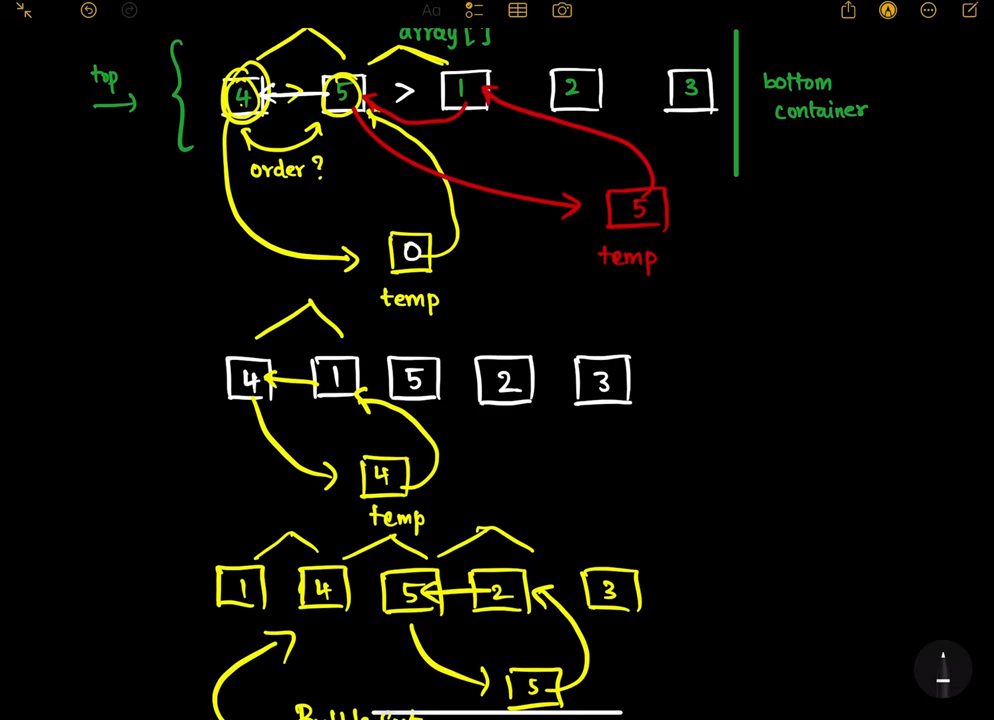 Aa
array []
top
4 > 5 > 1 2 3
bottom
container
order ?
5
temp
0
temp
4 1 5 2 3
4
temp
1 4 5 2 3
5